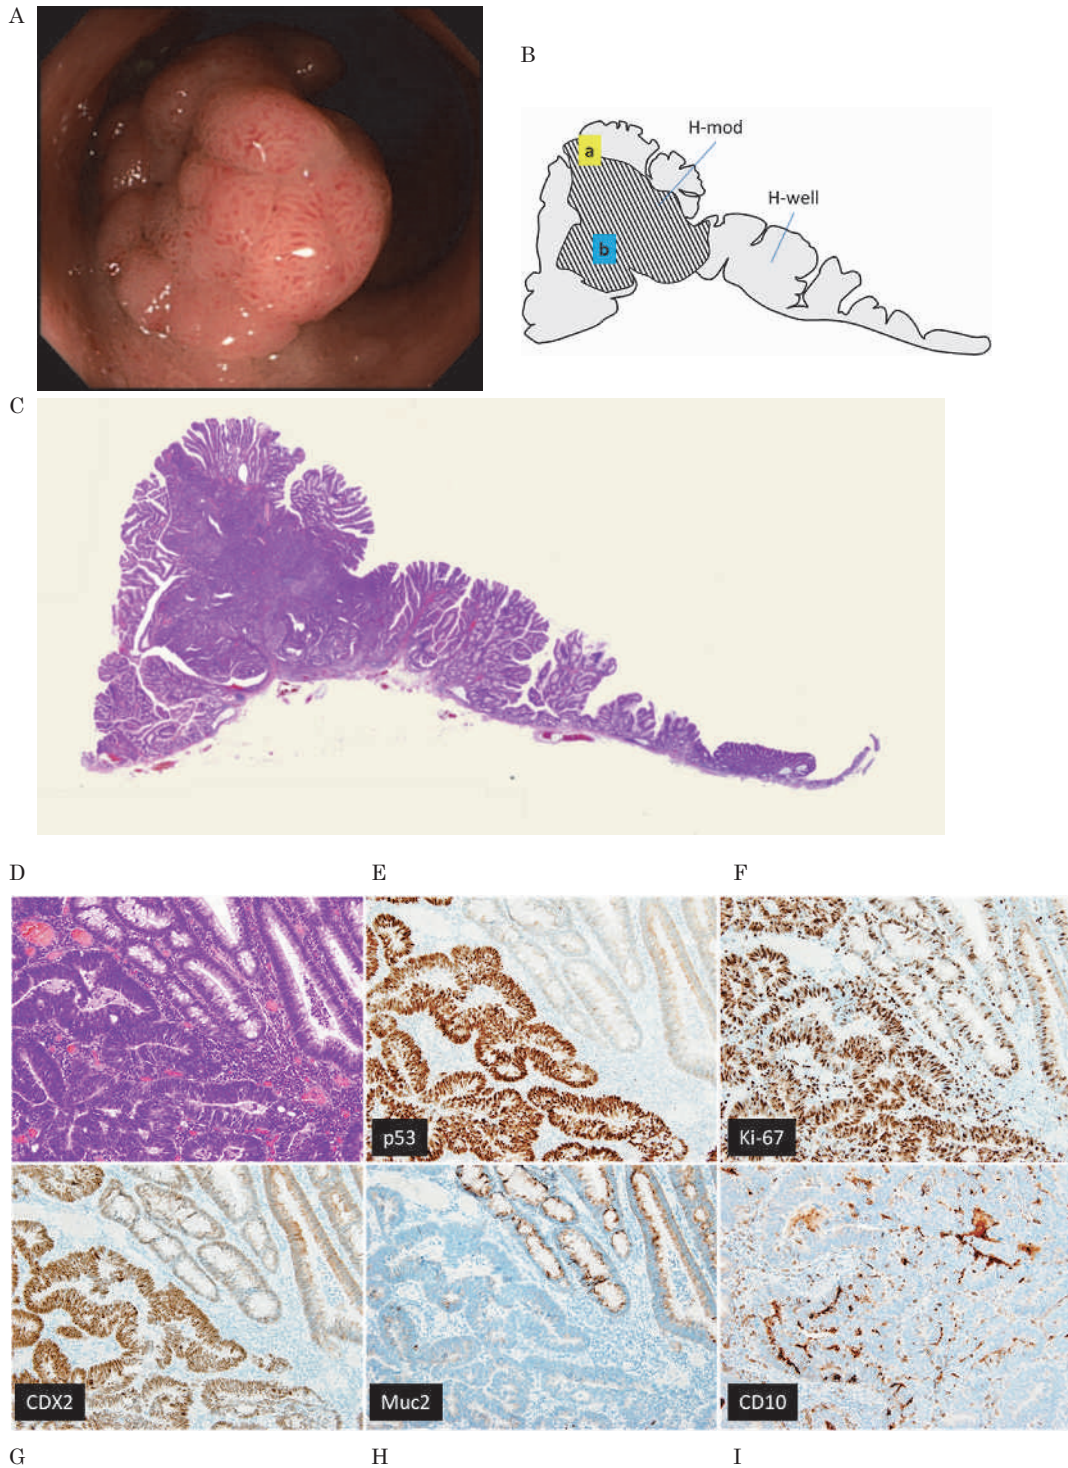 A
B
H-mod
a
H-well
b
C
D E F
p53
Ki-67
CDX2
Muc2
CD10
G H I